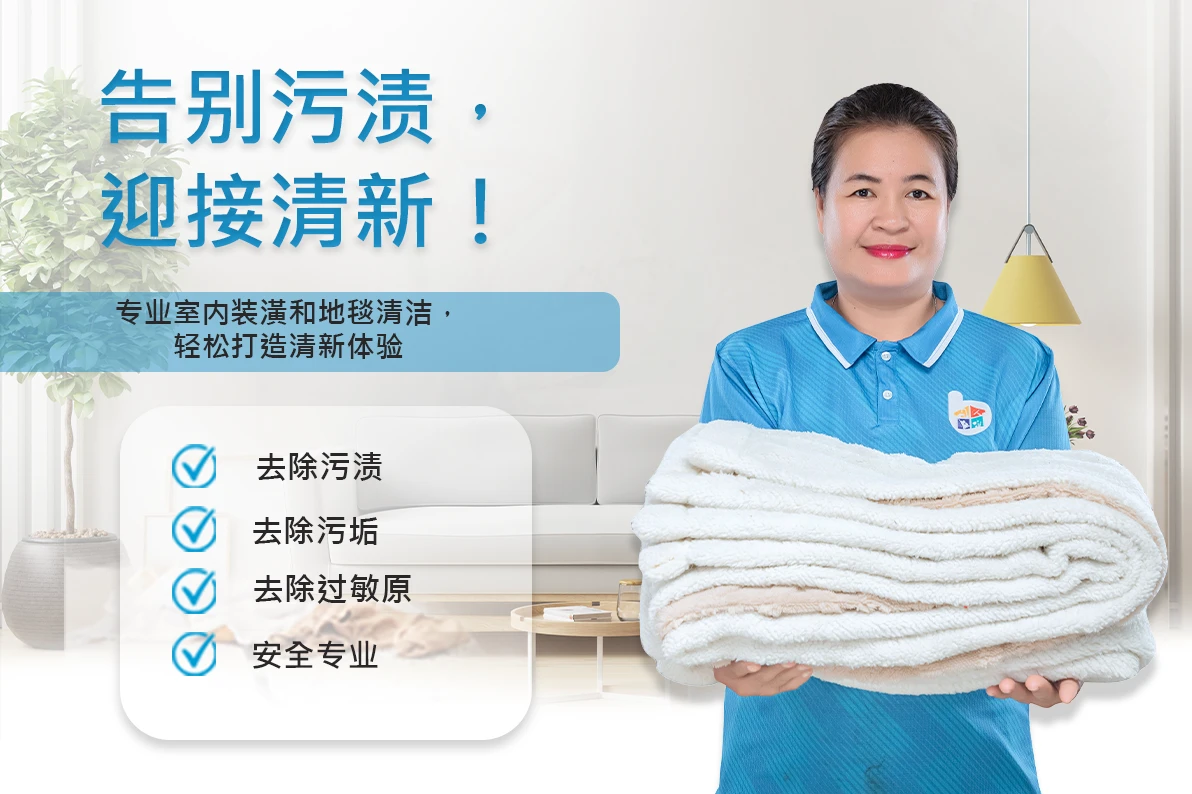 告别污渍，
迎接清新！
专业室内装潢和地毯清洁，
轻松打造清新体验
去除污渍
去除污垢
去除过敏原
安全专业